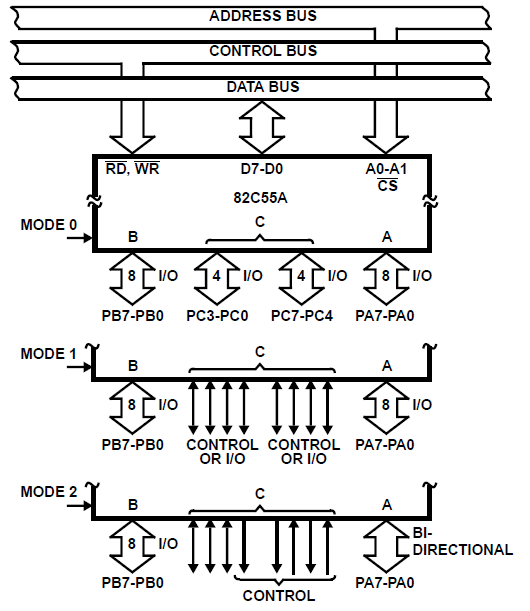 ADDRESS BUS
CONTROL BUS
DATA BUS
RD, WR D7-D0 A0-A1
CS
82C55A
MODE 0
B C A
8 I/O 4 I/O 4 I/O 8 I/O
PB7-PB0 PC3-PC0 PC7-PC4 PA7-PA0
MODE 1
B C A
8 I/O 8 I/O
PB7-PB0 CONTROL OR I/O CONTROL OR I/O PA7-PA0
MODE 2
B C A
8 I/O BI-
DIRECTIONAL
PB7-PB0 CONTROL PA7-PA0